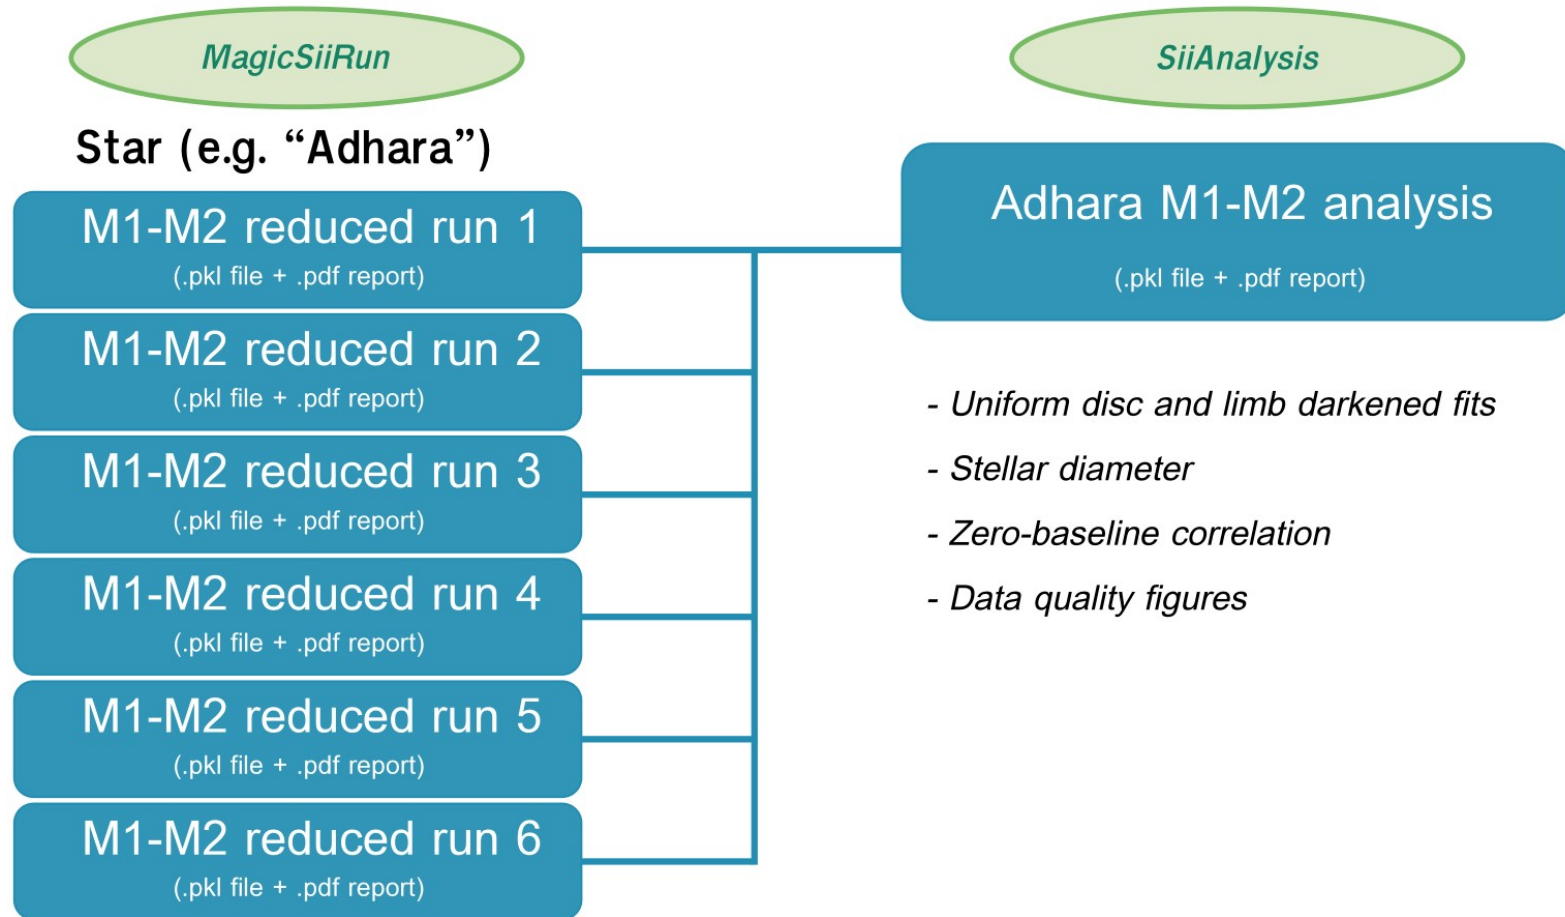 MagicSiiRun
Star (e.g. “Adhara”)
M1-M2 reduced run 1
(.pkl file + .pdf report)
M1-M2 reduced run 2
(.pkl file + .pdf report)
M1-M2 reduced run 3
(.pkl file + .pdf report)
M1-M2 reduced run 4
(.pkl file + .pdf report)
M1-M2 reduced run 5
(.pkl file + .pdf report)
M1-M2 reduced run 6
(.pkl file + .pdf report)
SiiAnalysis
Adhara M1-M2 analysis
(.pkl file + .pdf report)
- Uniform disc and limb darkened fits
- Stellar diameter
- Zero-baseline correlation
- Data quality figures